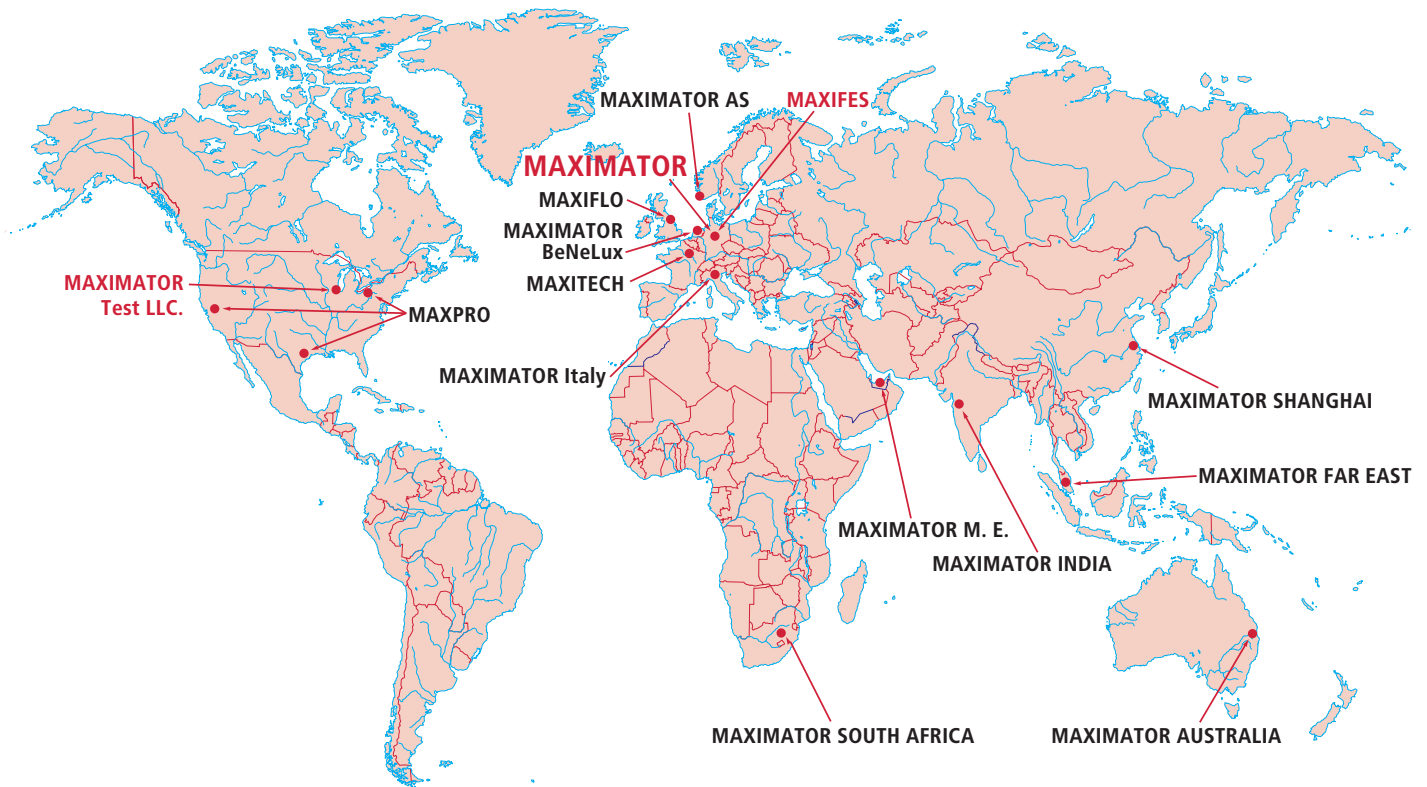 MAXIMATOR AS
MAXIFES
MAXIMATOR
MAXIFLO
MAXIMATOR
BeNeLux
MAXITECH
MAXIMATOR
Test LLC.
MAXPRO
MAXIMATOR Italy
MAXIMATOR SHANGHAI
MAXIMATOR FAR EAST
MAXIMATOR M. E.
MAXIMATOR INDIA
MAXIMATOR SOUTH AFRICA
MAXIMATOR AUSTRALIA